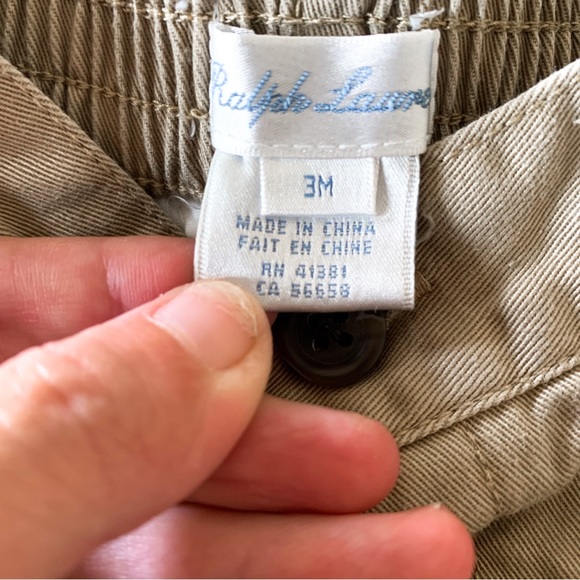 Ralph Lauren
3M
MADE IN CHINA
FAIT EN CHINE
RN 41381
CA 56658